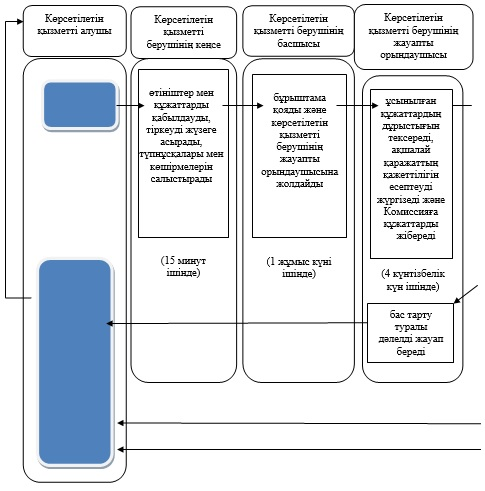 Көрсетілетін
қызметті алушы
Көрсетілетін
қызметті
берушінің кеңсе
Көрсетілетін
қызметті берушінің
басшысы
Көрсетілетін
қызметті берушінің
жауапты
орындаушысы
өтініштер мен
құжаттарды
қабылдауды,
тіркеуді жүзеге
асырады,
түпнұсқалары мен
көшірмелерін
салыстырады
(15 минут
ішінде)
бұрыштама
қояды және
көрсетілетін
қызметті
берушінің
жауапты
орындаушысына
жолдайды
(1 жұмыс күні
ішінде)
ұсынылған
құжаттардың
дұрыстығын
тексереді,
ақшалай
қаражаттың
қажеттілігін
есептеуді
жүргізеді және
Комиссияға
құжаттарды
жібереді
(4 күнтізбелік
күн ішінде)
бас тарту
туралы
дәлелді жауап
береді